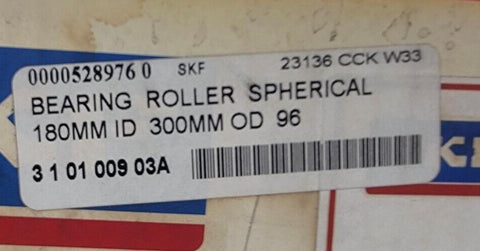 0000528976 0 SKF 23136 CCK W33
BEARING ROLLER SPHERICAL
180MM ID 300MM OD 96
3 1 01 009 03A